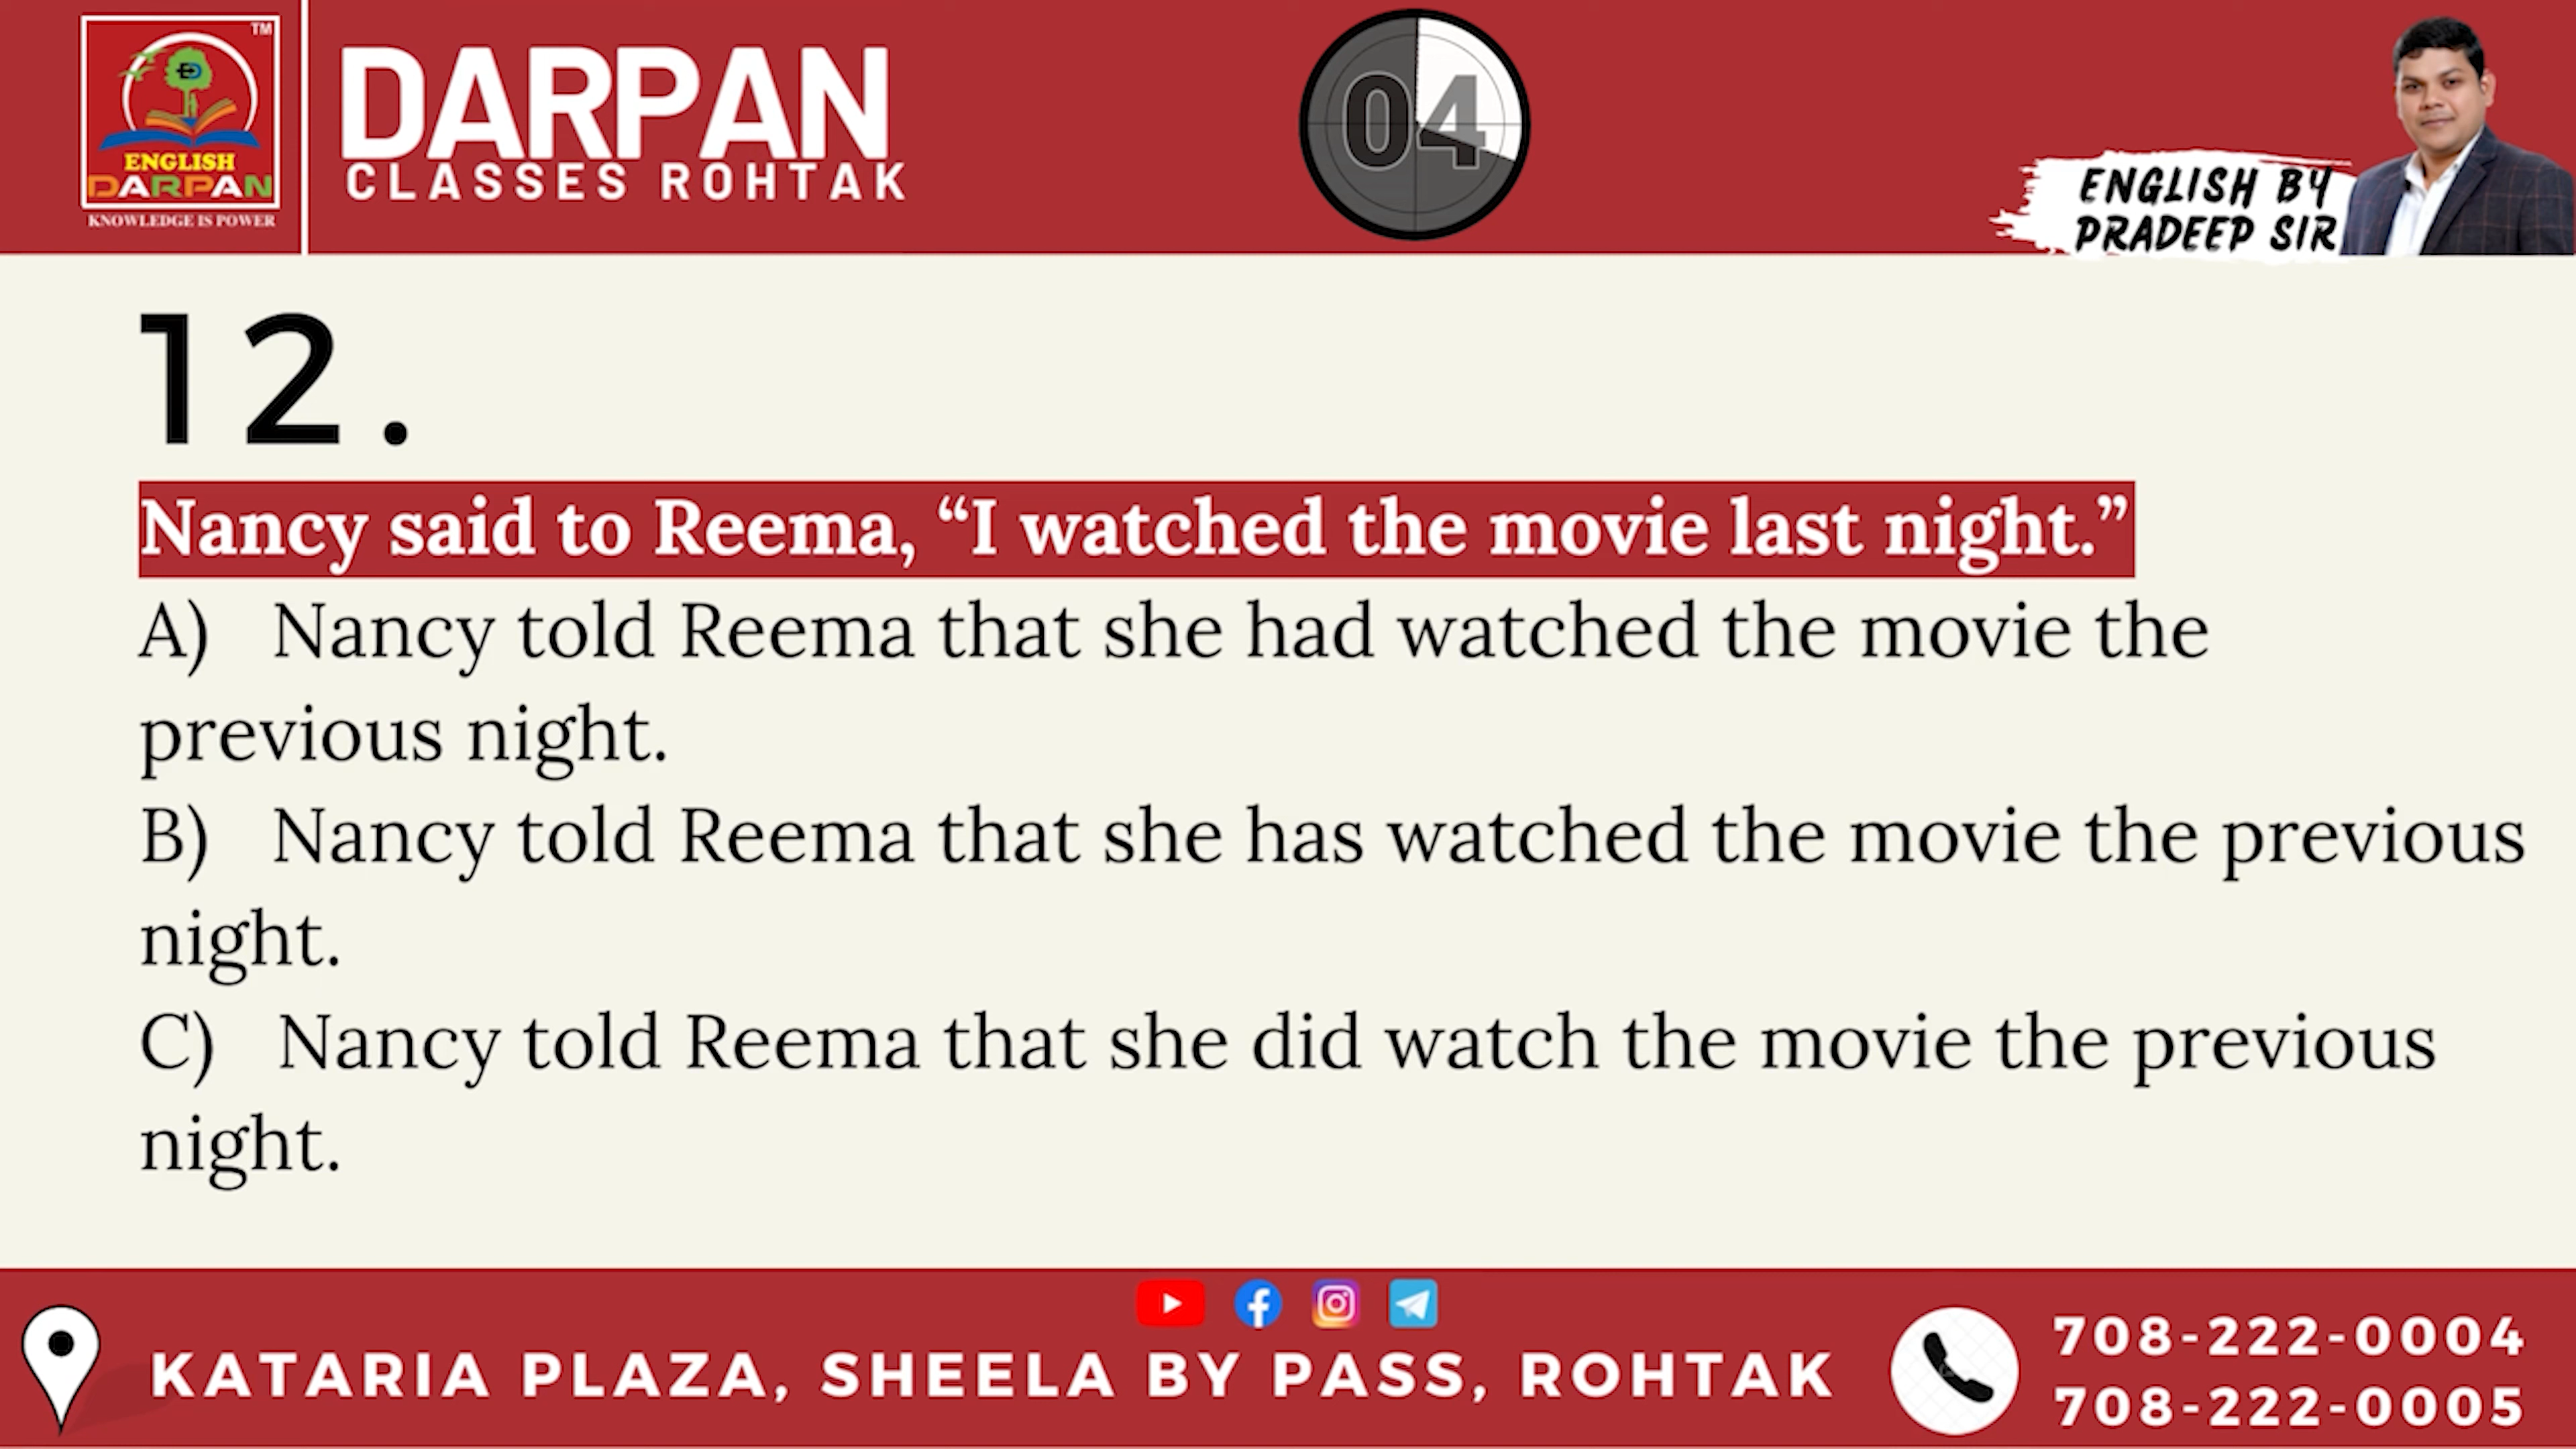 TM
ENGLISH
DARPAN
KNOWLEDGE IS POWER
DARPAN
CLASSES ROHTAK
04
ENGLISH BY
PRADEEP SIR
12.
Nancy said to Reema, “I watched the movie last night.”
A) Nancy told Reema that she had watched the movie the
previous night.
B) Nancy told Reema that she has watched the movie the previous
night.
C) Nancy told Reema that she did watch the movie the previous
night.
KATARIA PLAZA, SHEELA BY PASS, ROHTAK
708-222-0004
708-222-0005